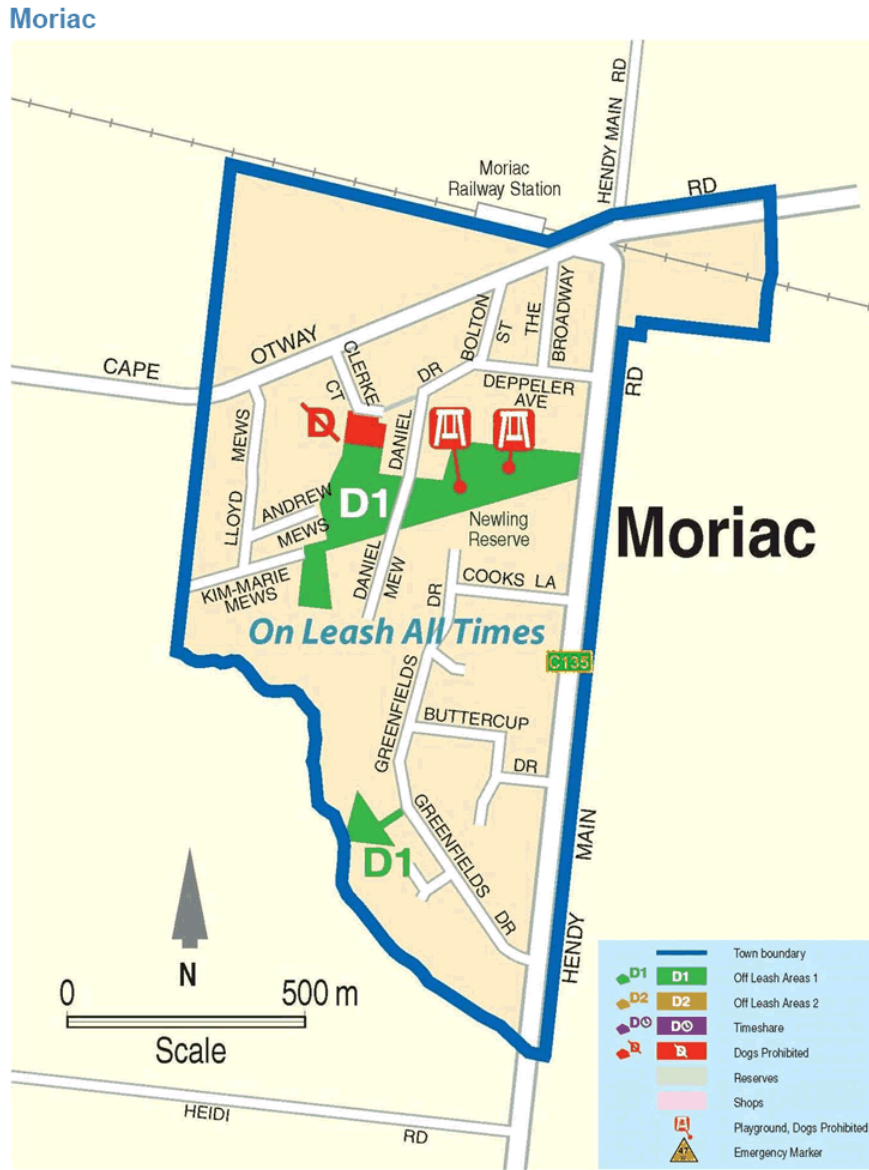 Moriac
HENDY MAIN RD
Moriac
Railway Station
RD
OTWAY
CAPE
BOLTON
ST
THE
BROADWAY
CLERKE
CT
DR
DEPPELER
AVE
RD
D
DANIEL
LLOYD MEWS
D1
ANDREW
MEWS
Newling
Reserve
Moriac
KIM-MARIE
MEWS
DANIEL
MEW
DR
COOKS LA
On Leash All Times
C135
GREENFIELDS
BUTTERCUP
DR
D1
GREENFIELDS
DR
MAIN
HENDY
N
0 500 m
Scale
HEIDI
RD
Town boundary
D1 D1 Off Leash Areas 1
D2 D2 Off Leash Areas 2
D D Timeshare
D D Dogs Prohibited
Reserves
Shops
Playground, Dogs Prohibited
47 Emergency Marker